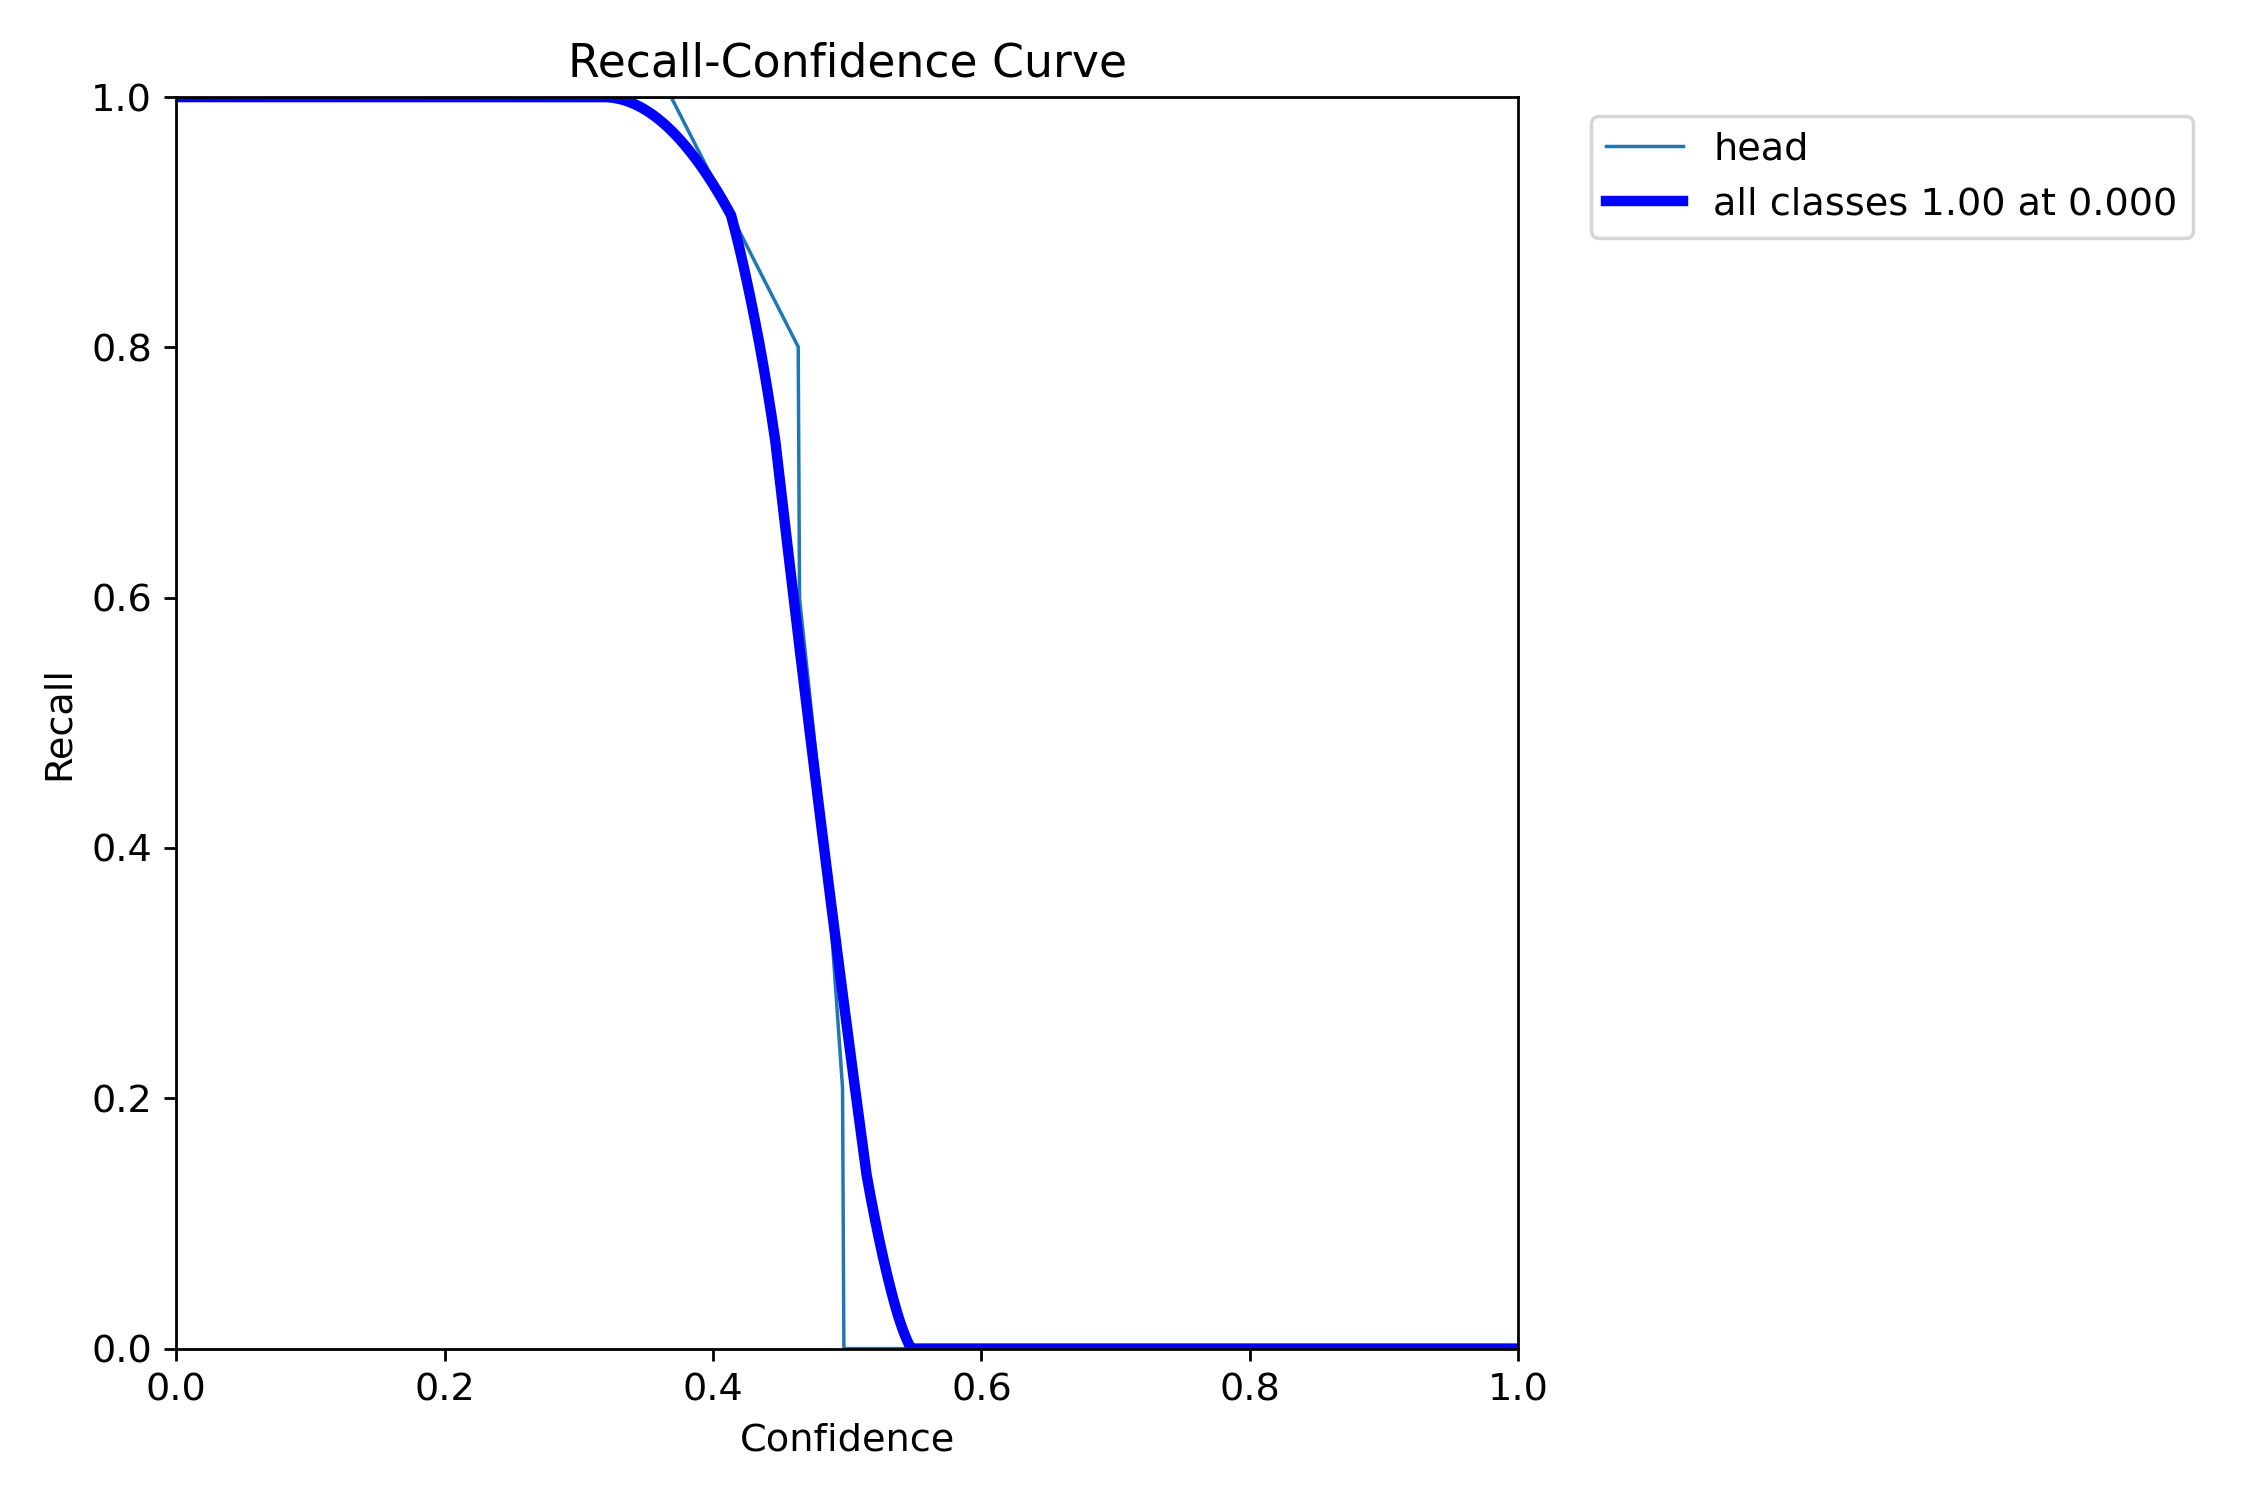 Recall-Confidence Curve
1.0
0.8
0.6
0.4
0.2
0.0
Recall
0.0 0.2 0.4 0.6 0.8 1.0
Confidence
head
all classes 1.00 at 0.000